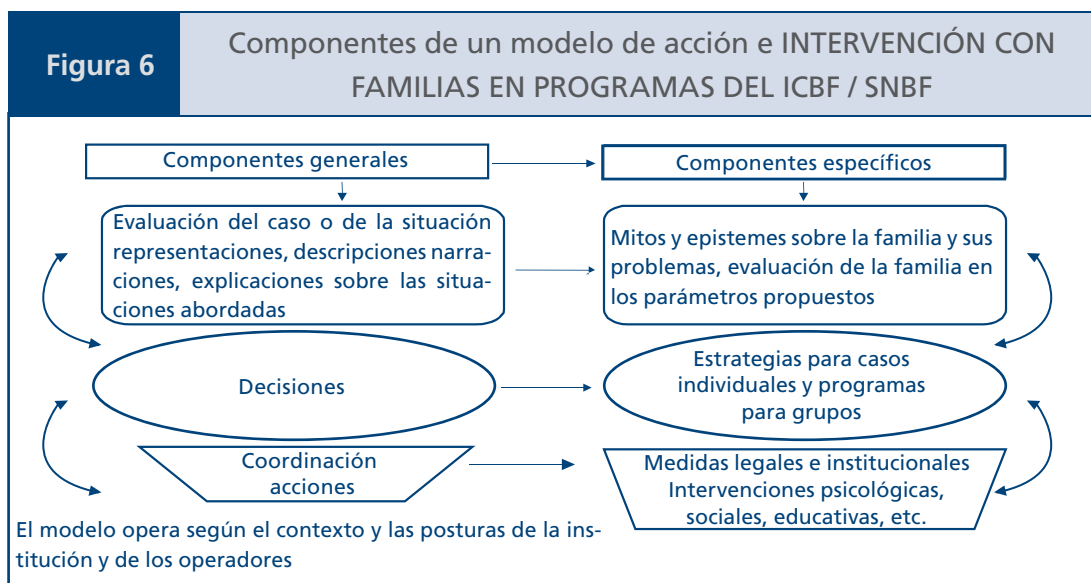 Figura 6
Componentes de un modelo de acción e INTERVENCIÓN CON
FAMILIAS EN PROGRAMAS DEL ICBF / SNBF
Componentes generales
Componentes específicos
Evaluación del caso o de la situación
representaciones, descripciones narra-
ciones, explicaciones sobre las situa-
ciones abordadas
Mitos y epistemes sobre la familia y sus
problemas, evaluación de la familia en
los parámetros propuestos
Decisiones
Estrategias para casos
individuales y programas
para grupos
Coordinación
acciones
Medidas legales e institucionales
Intervenciones psicológicas,
sociales, educativas, etc.
El modelo opera según el contexto y las posturas de la ins-
titución y de los operadores